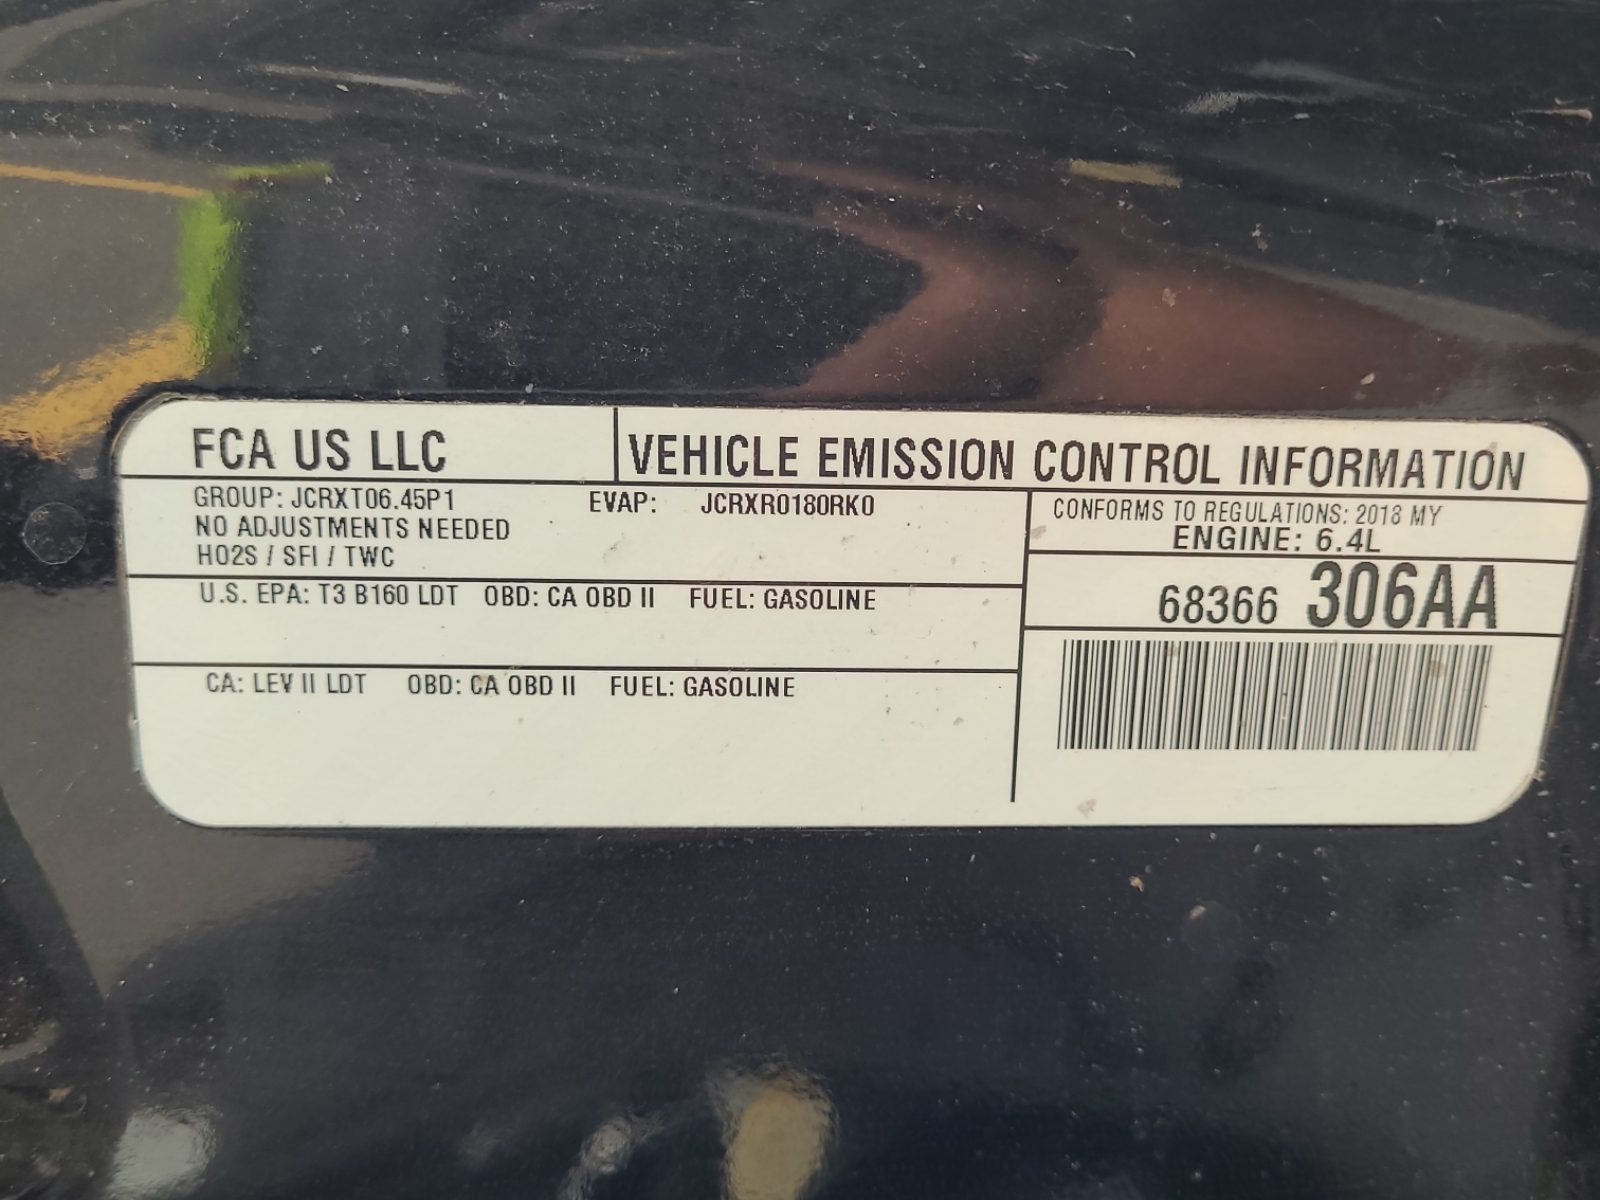 FCA US LLC
VEHICLE EMISSION CONTROL INFORMATION
GROUP: JCRXT06.45P1 EVAP: JCRXR0180RK0
NO ADJUSTMENTS NEEDED
HO2S / SFI / TWC
CONFORMS TO REGULATIONS: 2018 MY
ENGINE: 6.4L
U.S. EPA: T3 B160 LDT OBD: CA OBD II FUEL: GASOLINE
68366 306AA
CA: LEV II LDT OBD: CA OBD II FUEL: GASOLINE